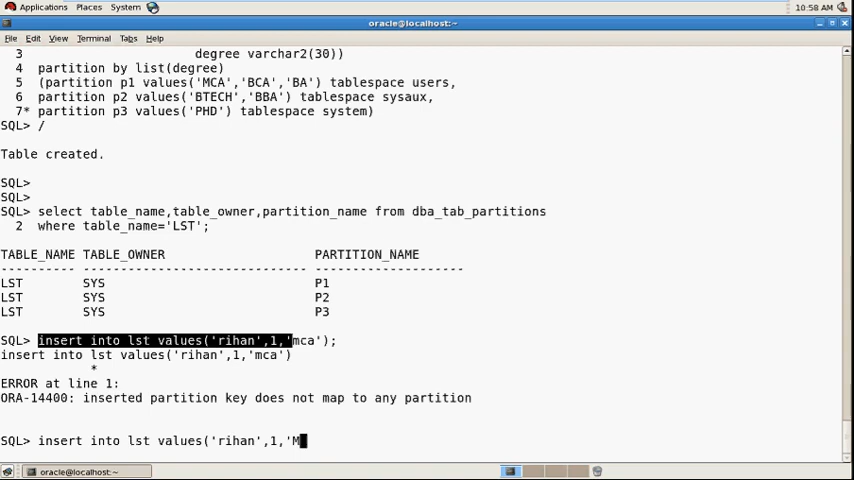 Applications Places System 10:58 AM
oracle@localhost:~
File Edit View Terminal Tabs Help
3 degree varchar2(30))
4 partition by list(degree)
5 (partition p1 values('MCA','BCA','BA') tablespace users,
6 partition p2 values('BTECH','BBA') tablespace sysaux,
7* partition p3 values('PHD') tablespace system)
SQL> /
Table created.
SQL>
SQL>
SQL> select table_name,table_owner,partition_name from dba_tab_partitions
2 where table_name='LST';
TABLE_NAME TABLE_OWNER PARTITION_NAME
---------- ------------------------------ --------------------
LST SYS P1
LST SYS P2
LST SYS P3
SQL> insert into lst values('rihan',1,'mca');
insert into lst values('rihan',1,'mca')
*
ERROR at line 1:
ORA-14400: inserted partition key does not map to any partition
SQL> insert into lst values('rihan',1,'M
oracle@localhost:~